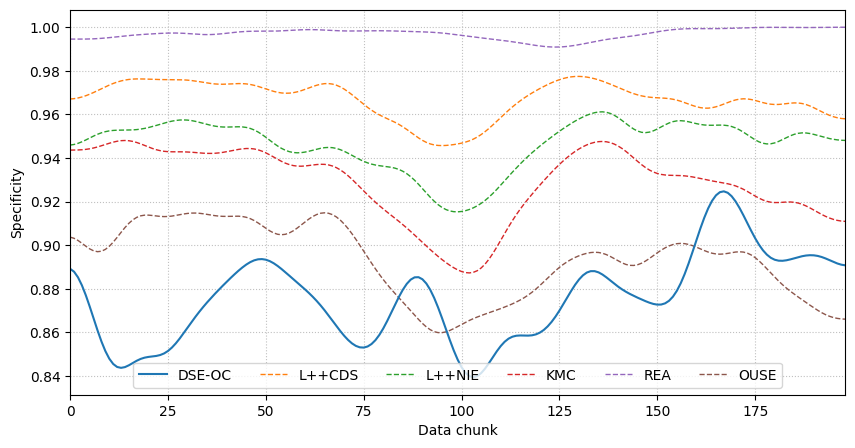 Specificity
1.00
0.98
0.96
0.94
0.92
0.90
0.88
0.86
0.84
DSE-OC L++CDS L++NIE KMC REA OUSE
0 25 50 75 100 125 150 175
Data chunk